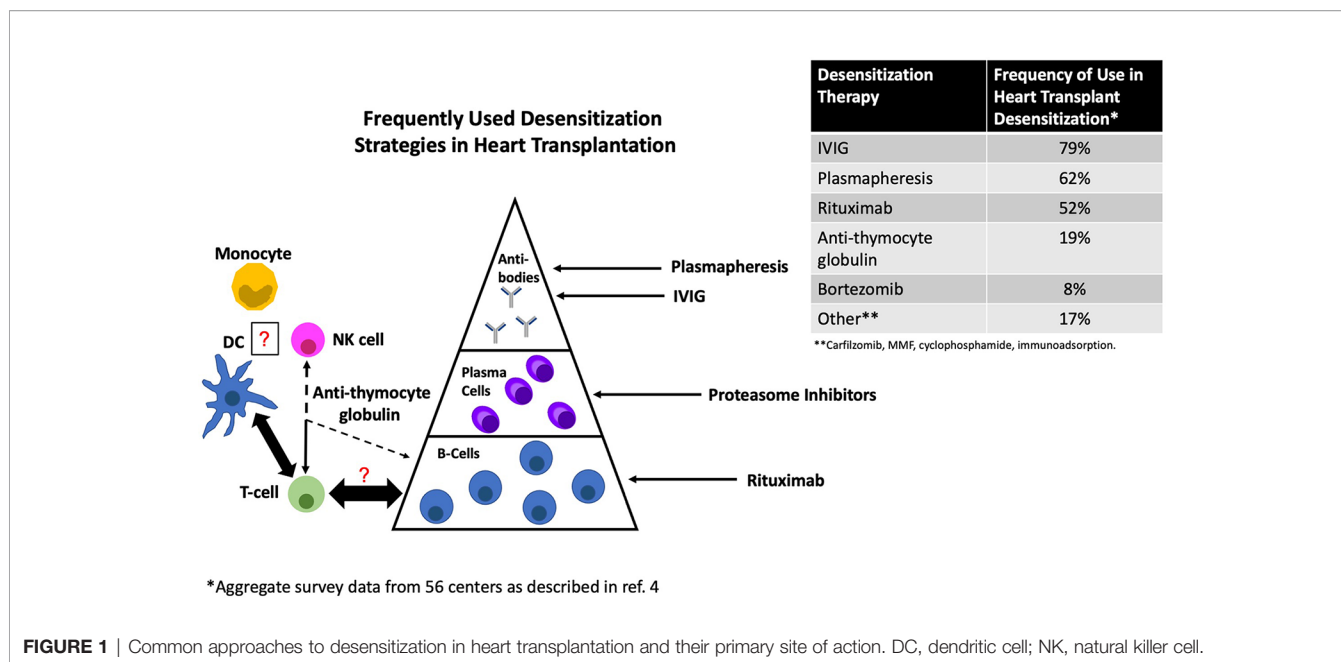 Frequently Used Desensitization
Strategies in Heart Transplantation
Desensitization
Therapy
Frequency of Use in
Heart Transplant
Desensitization*
IVIG
79%
Plasmapheresis
62%
Rituximab
52%
Anti-thymocyte
globulin
19%
Bortezomib
8%
Other**
17%
**Carfilzomib, MMF, cyclophosphamide, immunoadsorption.
Monocyte
DC
?
NK cell
Anti-thymocyte
globulin
T-cell
?
Anti-
bodies
Plasma
Cells
B-Cells
Plasmapheresis
IVIG
Proteasome Inhibitors
Rituximab
*Aggregate survey data from 56 centers as described in ref. 4
FIGURE 1 | Common approaches to desensitization in heart transplantation and their primary site of action. DC, dendritic cell; NK, natural killer cell.